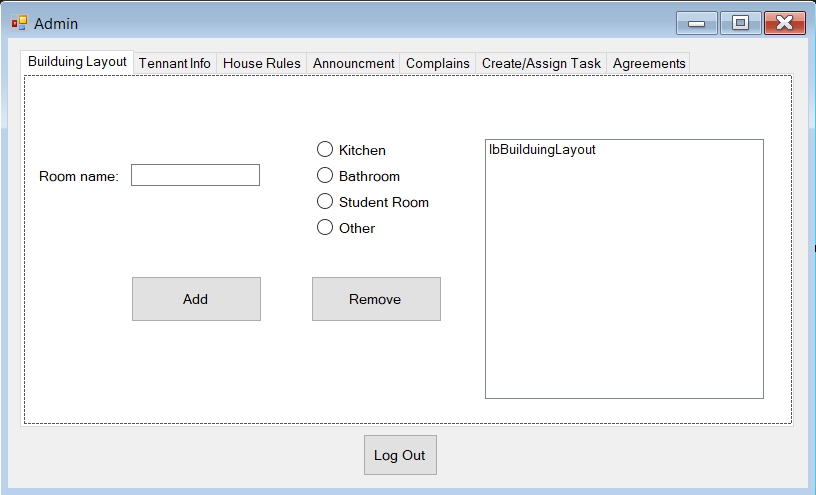 Admin
Builduing Layout
Tennant Info
House Rules
Announcment
Complains
Create/Assign Task
Agreements
Room name:
Kitchen
Bathroom
Student Room
Other
lbBuilduingLayout
Add
Remove
Log Out